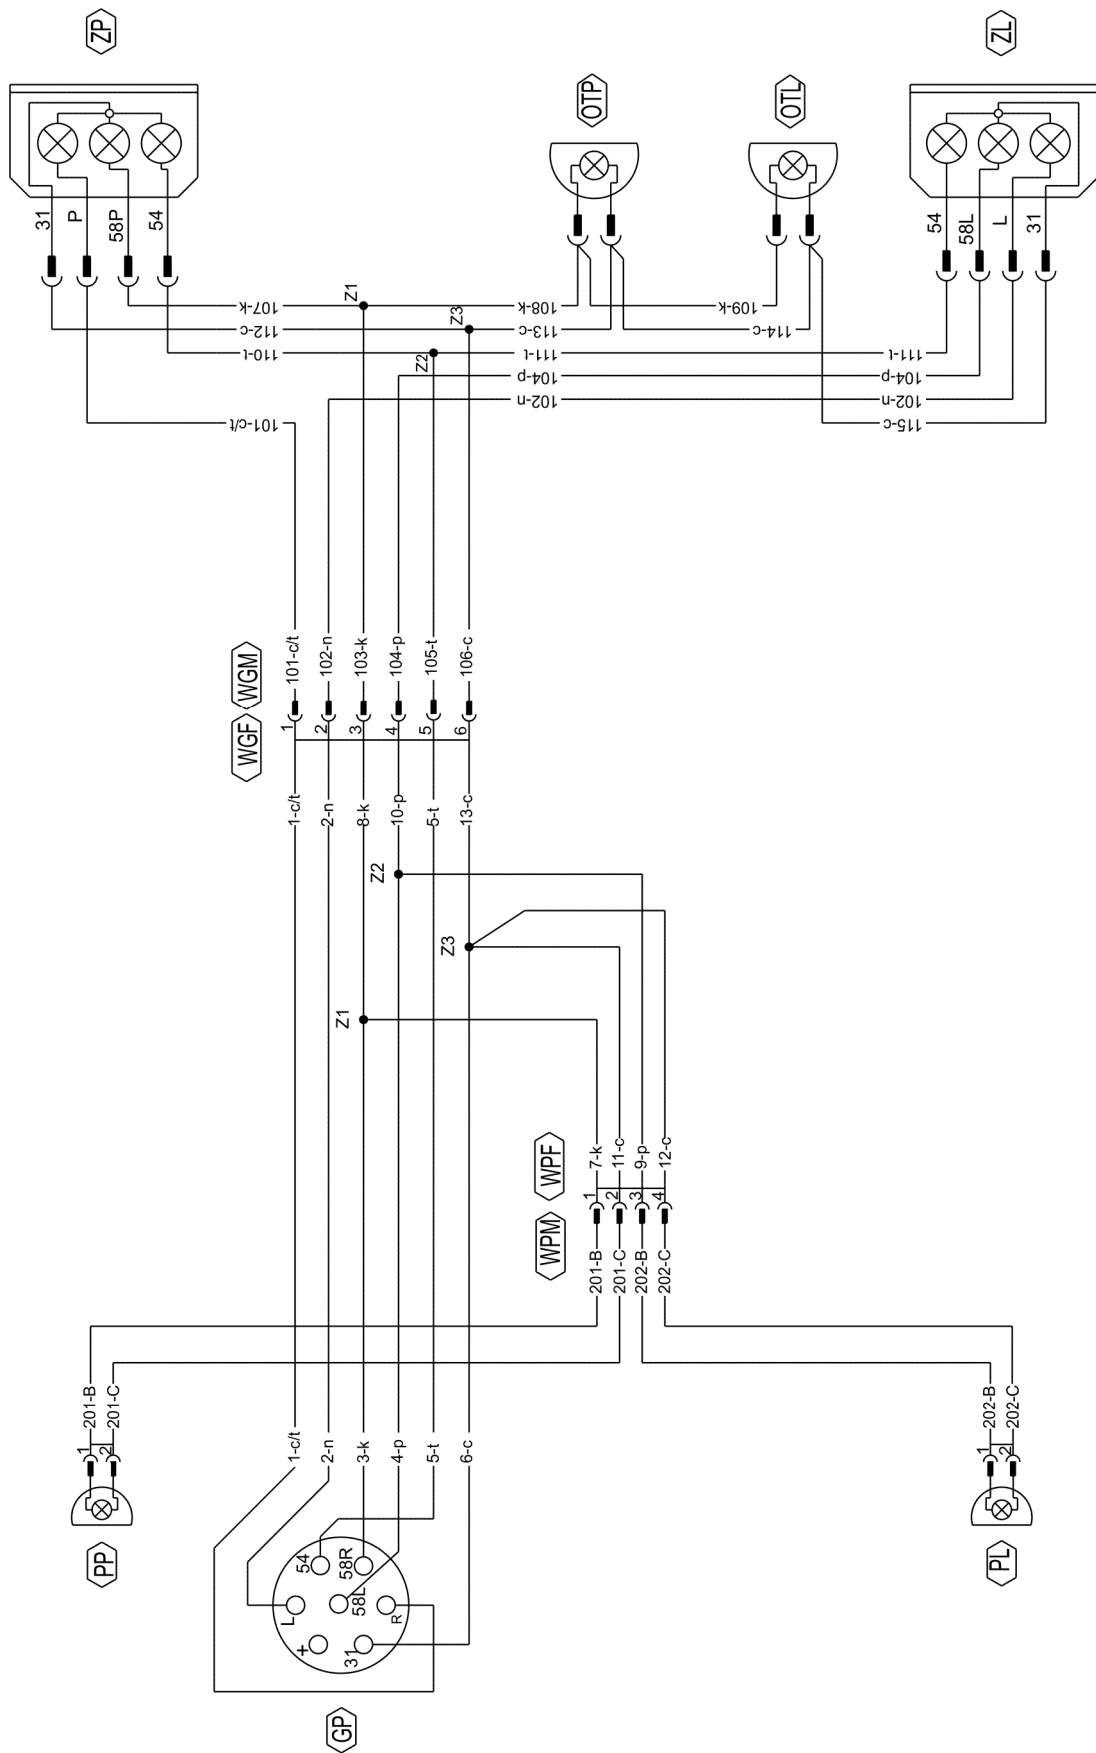 ZP
ZL
OTP
OTL
31
P
58P
54
54
58L
L
31
107-k
Z1
108-k
109-k
112-c
Z3
113-c
114-c
110-t
Z2
111-t
111-t
104-p
104-p
102-n
102-n
101-c/t
115-c
WGM
WGF
101-c/t
102-n
103-k
104-p
105-t
106-c
1
2
3
4
5
6
1-c/t
2-n
8-k
10-p
5-t
13-c
Z2
Z3
Z1
WPF
WPM
7-k
11-c
9-p
12-c
1
2
3
4
201-B
201-C
202-B
202-C
201-B
201-C
1
2
PP
202-B
202-C
1
2
PL
1-c/t
2-n
3-k
4-p
5-t
6-c
54
58R
L
58L
R
+
31
GP